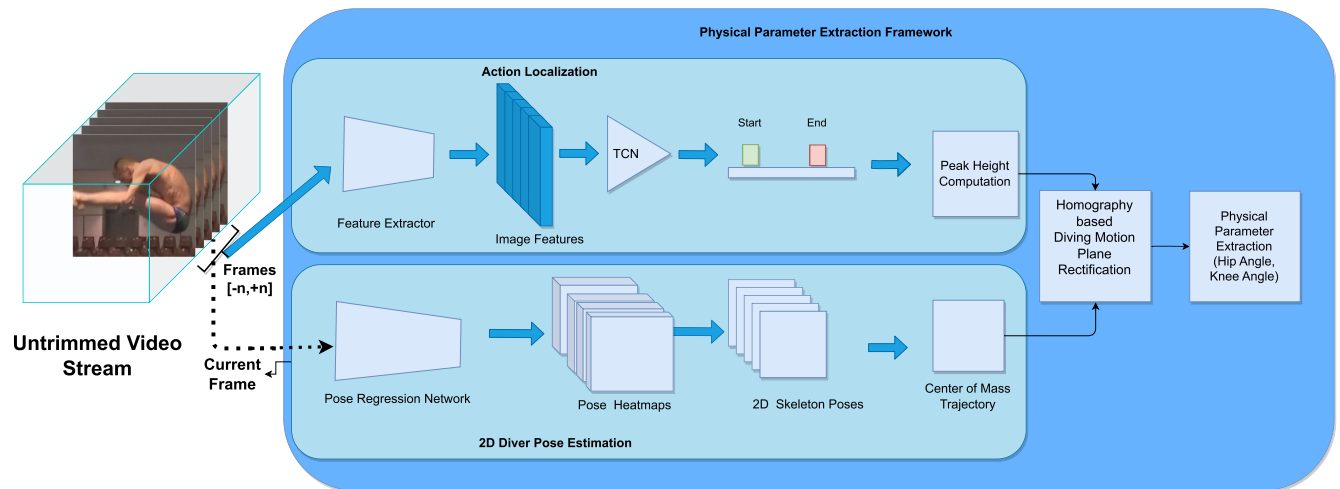 Physical Parameter Extraction Framework
Action Localization
Feature Extractor
Image Features
TCN
Start
End
Peak Height
Computation
Homography
based
Diving Motion
Plane
Rectification
Physical
Parameter
Extraction
(Hip Angle,
Knee Angle)
Frames
[-n,+n]
Untrimmed Video
Stream
Current
Frame
Pose Regression Network
Pose Heatmaps
2D Skeleton Poses
Center of Mass
Trajectory
2D Diver Pose Estimation